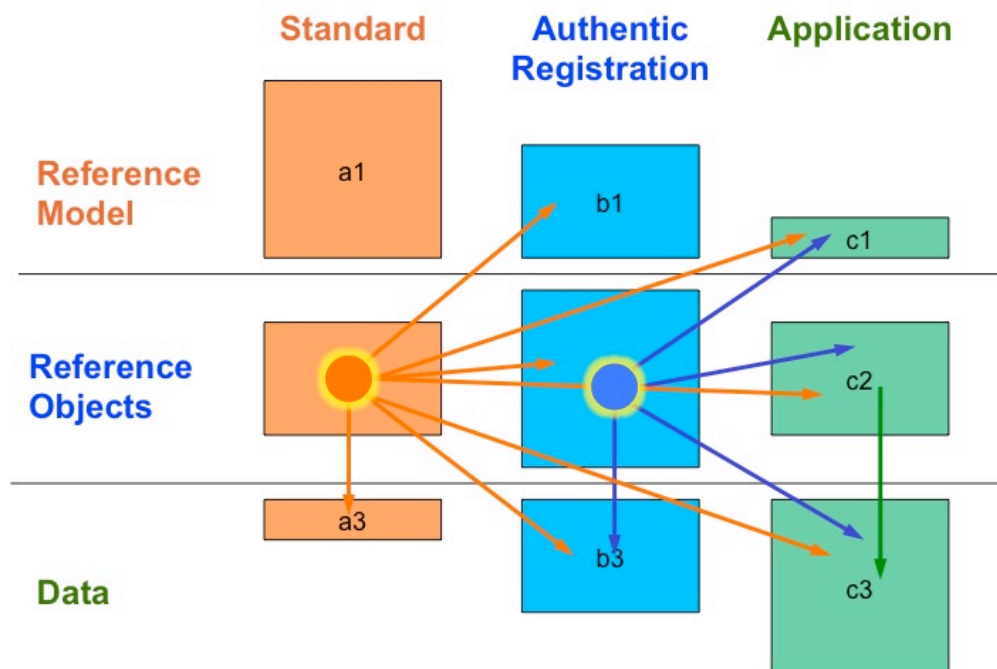 Standard
Authentic
Registration
Application
Reference
Model
a1
b1
c1
Reference
Objects
c2
a3
b3
c3
Data